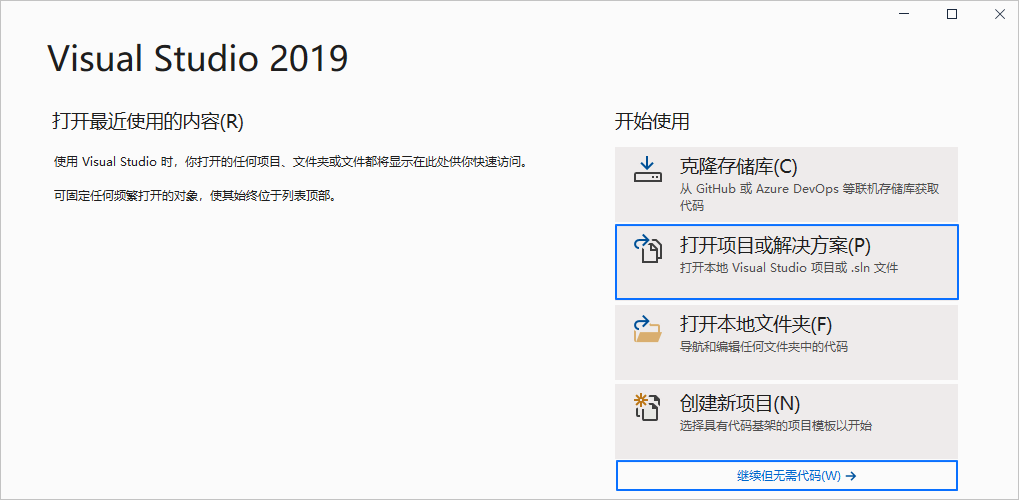 Visual Studio 2019
打开最近使用的内容(R)
使用 Visual Studio 时，你打开的任何项目、文件夹或文件都将显示在此处供你快速访问。
可固定任何频繁打开的对象，使其始终位于列表顶部。
开始使用
克隆存储库(C)
从 GitHub 或 Azure DevOps 等联机存储库获取
代码
打开项目或解决方案(P)
打开本地 Visual Studio 项目或 .sln 文件
打开本地文件夹(F)
导航和编辑任何文件夹中的代码
创建新项目(N)
选择具有代码基架的项目模板以开始
继续但无需代码(W) →